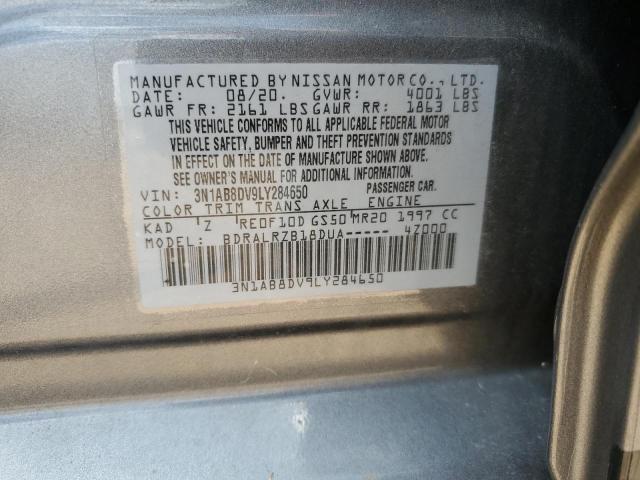 MANUFACTURED BY NISSAN MOTOR CO., LTD.
DATE: 08/20. GVWR: 4001 LBS
GAWR FR: 2161 LBS GAWR RR: 1863 LBS
THIS VEHICLE CONFORMS TO ALL APPLICABLE FEDERAL MOTOR
VEHICLE SAFETY, BUMPER AND THEFT PREVENTION STANDARDS
IN EFFECT ON THE DATE OF MANUFACTURE SHOWN ABOVE.
SEE OWNER'S MANUAL FOR ADDITIONAL INFORMATION.
VIN: 3N1AB8DV9LY284650 PASSENGER CAR.
COLOR TRIM TRANS AXLE ENGINE
KAD Z RE0F10D GS50 MR20 1997 CC
MODEL: BDRALRZB18DUA----- 4Z000
3N1AB8DV9LY284650